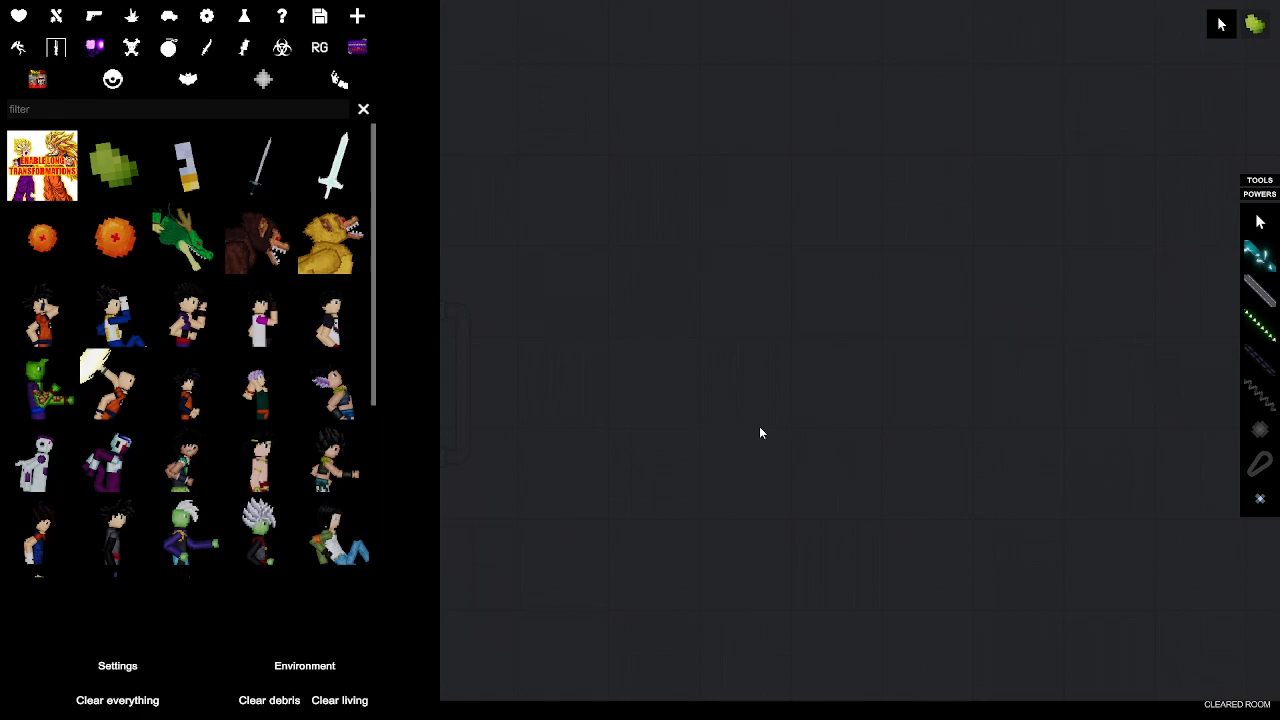 RG
filter
ENABLE LONG
TRANSFORMATIONS
TOOLS
POWERS
Settings
Environment
Clear everything
Clear debris
Clear living
CLEARED ROOM